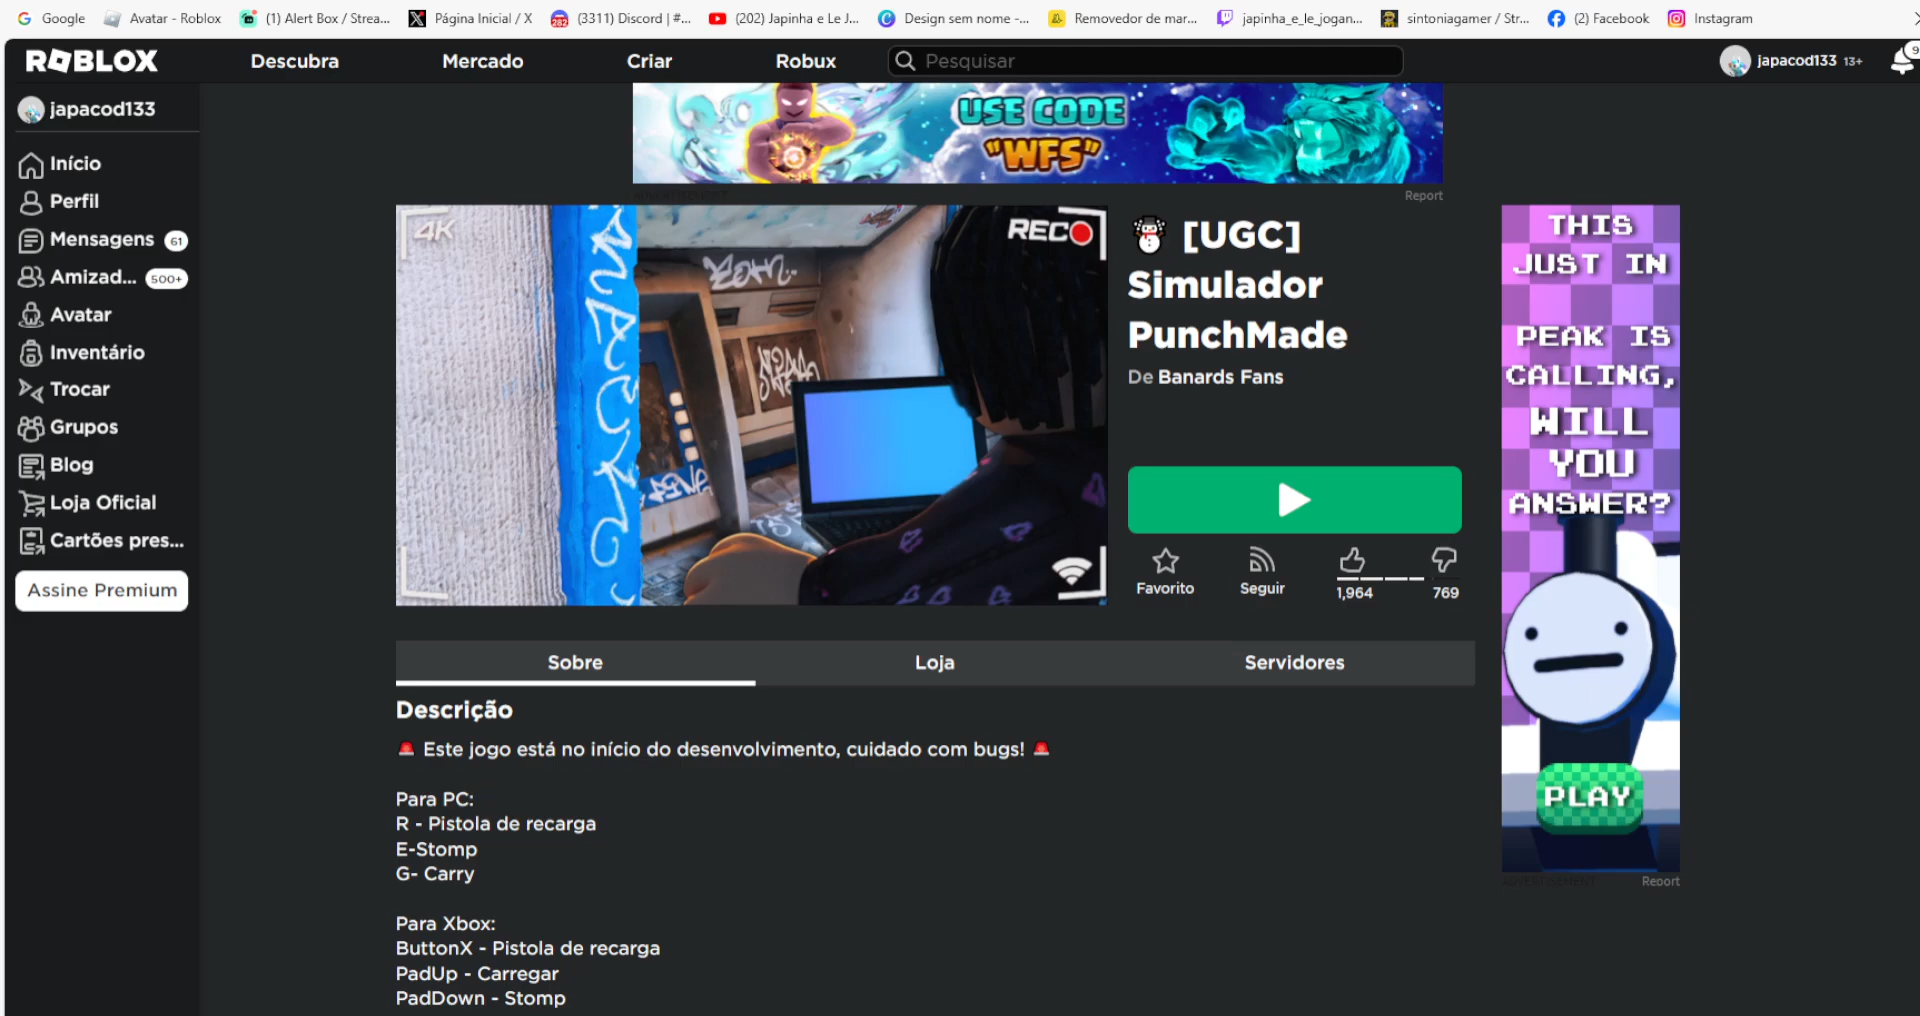 Google
Avatar - Roblox
(1) Alert Box / Strea...
Página Inicial / X
(3311) Discord | #...
(202) Japinha e Le J...
Design sem nome -...
Removedor de mar...
japinha_e_le_jogan...
sintoniagamer / Str...
(2) Facebook
Instagram
ROBLOX
Descubra
Mercado
Criar
Robux
Pesquisar
japacod133 13+
9
japacod133
Início
Perfil
Mensagens 61
Amizad... 500+
Avatar
Inventário
Trocar
Grupos
Blog
Loja Oficial
Cartões pres...
Assine Premium
USE CODE
"WFS"
Report
4K
REC
[UGC]
Simulador
PunchMade
De Banards Fans
Favorito
Seguir
1,964
769
THIS
JUST IN
PEAK IS
CALLING,
WILL
YOU
ANSWER?
PLAY
ADVERTISEMENT
Report
Sobre
Loja
Servidores
Descrição
🚨 Este jogo está no início do desenvolvimento, cuidado com bugs! 🚨
Para PC:
R - Pistola de recarga
E-Stomp
G- Carry
Para Xbox:
ButtonX - Pistola de recarga
PadUp - Carregar
PadDown - Stomp